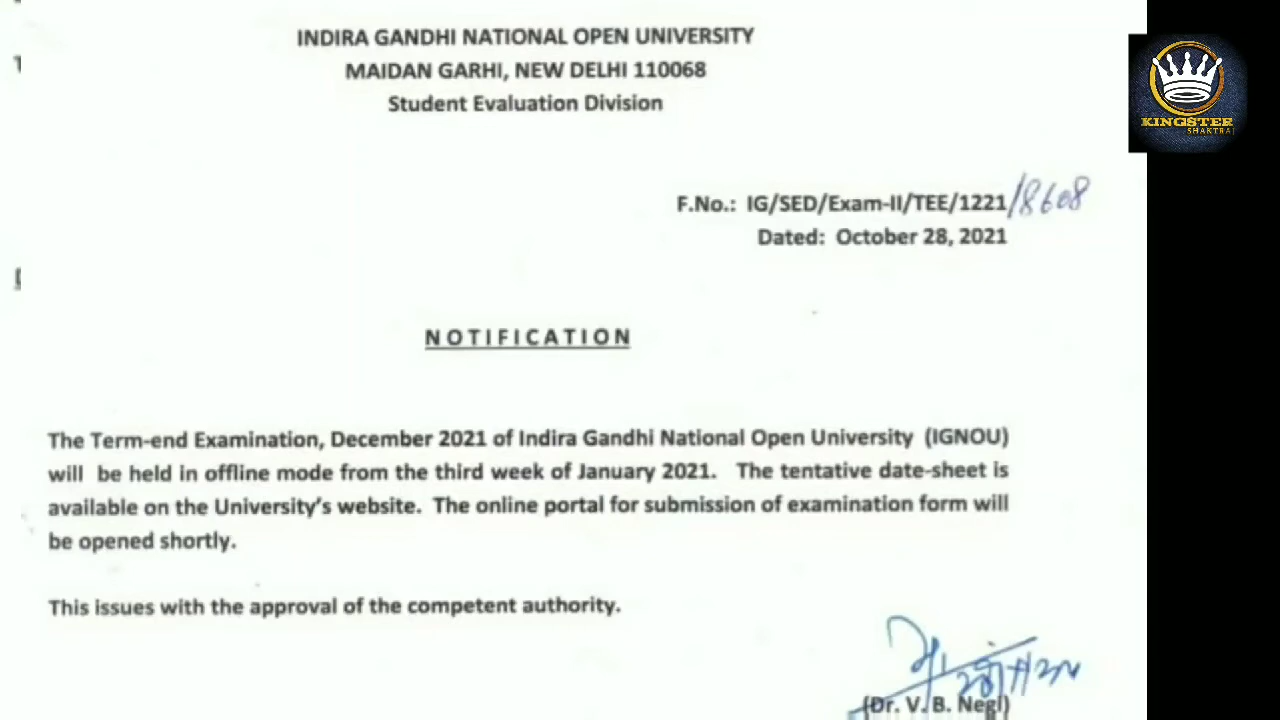 INDIRA GANDHI NATIONAL OPEN UNIVERSITY
MAIDAN GARHI, NEW DELHI 110068
Student Evaluation Division
KINGSTER
SHAKTRAJ
F.No.: IG/SED/Exam-II/TEE/1221/8608
Dated: October 28, 2021
NOTIFICATION
The Term-end Examination, December 2021 of Indira Gandhi National Open University (IGNOU)
will be held in offline mode from the third week of January 2021. The tentative date-sheet is
available on the University's website. The online portal for submission of examination form will
be opened shortly.
This issues with the approval of the competent authority.
(Dr. V. B. Negi)